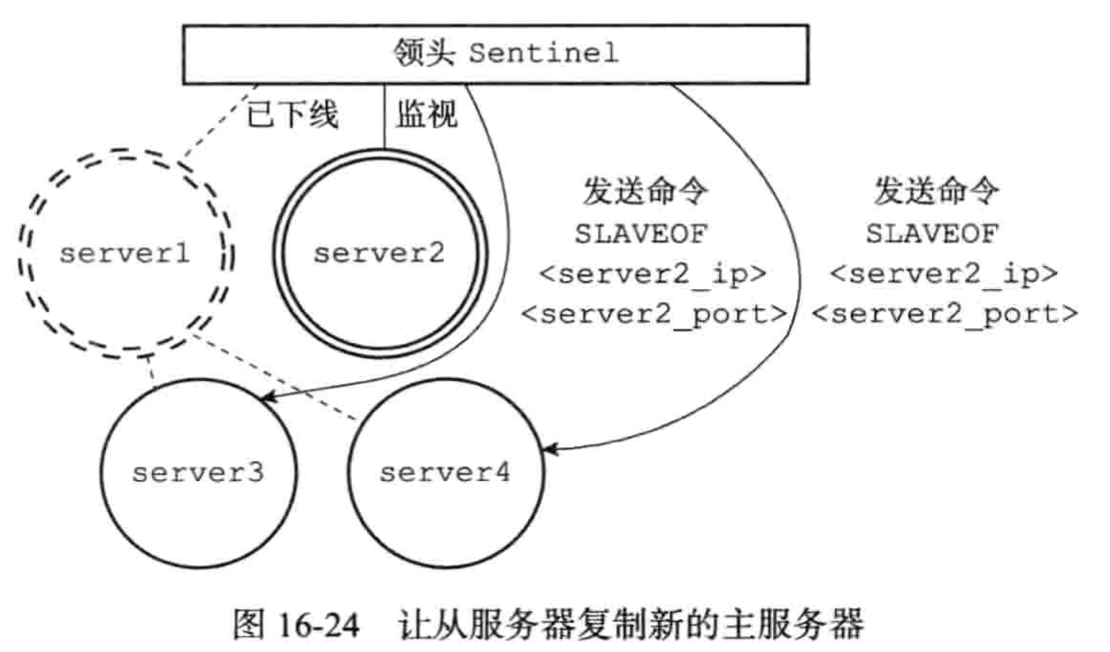 领头 Sentinel
已下线
监视
server1
server2
发送命令
SLAVEOF
<server2_ip>
<server2_port>
发送命令
SLAVEOF
<server2_ip>
<server2_port>
server3
server4
图 16-24 让从服务器复制新的主服务器